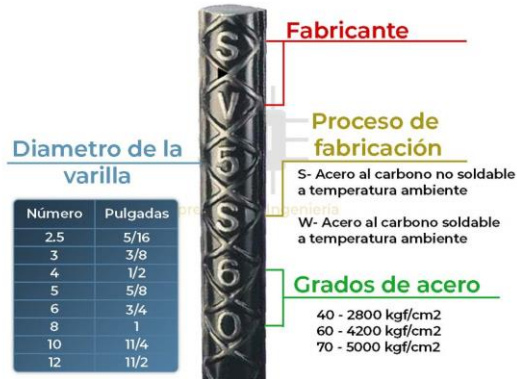 Fabricante
Diametro de la
varilla
Número Pulgadas
2.5 5/16
3 3/8
4 1/2
5 5/8
6 3/4
8 1
10 11/4
12 11/2
S
V
5
S
6
0
Proceso de
fabricación
S- Acero al carbono no soldable
a temperatura ambiente
W- Acero al carbono soldable
a temperatura ambiente
Grados de acero
40 - 2800 kgf/cm2
60 - 4200 kgf/cm2
70 - 5000 kgf/cm2